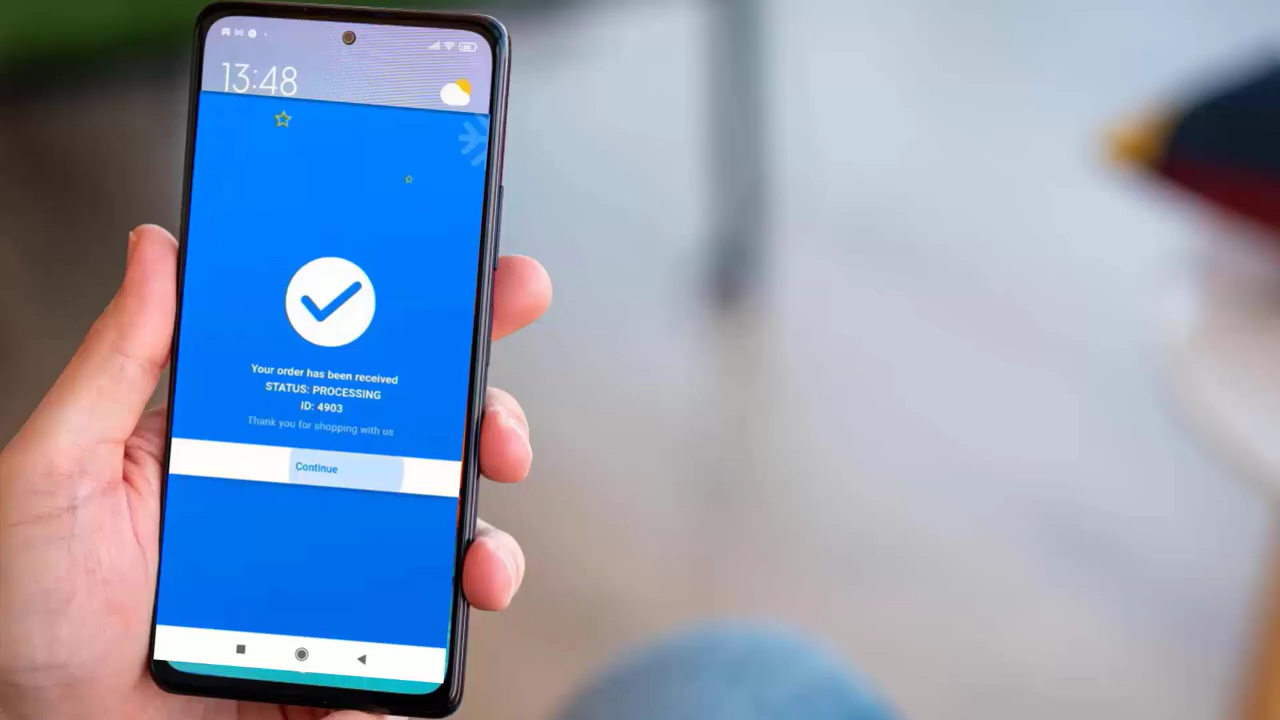 13:48
Your order has been received
STATUS: PROCESSING
ID: 4903
Thank you for shopping with us
Continue